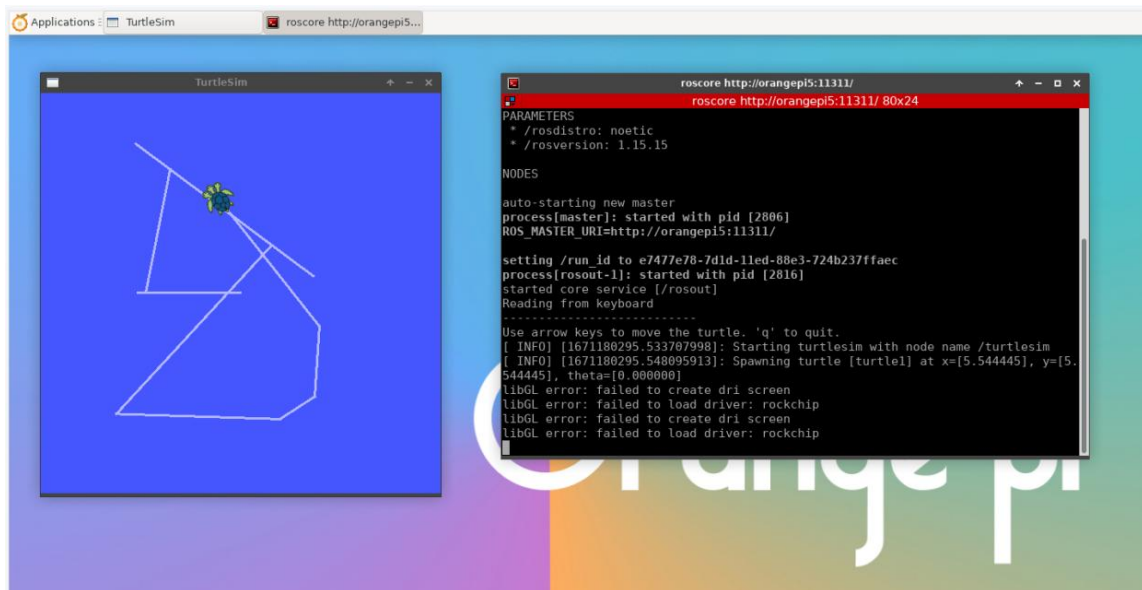 Applications
TurtleSim
roscore http://orangepi5...
TurtleSim
roscore http://orangepi5:11311/
roscore http://orangepi5:11311/ 80x24
PARAMETERS
* /rosdistro: noetic
* /rosversion: 1.15.15
NODES
auto-starting new master
process[master]: started with pid [2806]
ROS_MASTER_URI=http://orangepi5:11311/
setting /run_id to e7477e78-7d1d-11ed-88e3-724b237ffaec
process[rosout-1]: started with pid [2816]
started core service [/rosout]
Reading from keyboard
---------------------------
Use arrow keys to move the turtle. 'q' to quit.
[ INFO] [1671180295.533707998]: Starting turtlesim with node name /turtlesim
[ INFO] [1671180295.548095913]: Spawning turtle [turtle1] at x=[5.544445], y=[5.
544445], theta=[0.000000]
libGL error: failed to create dri screen
libGL error: failed to load driver: rockchip
libGL error: failed to create dri screen
libGL error: failed to load driver: rockchip
Orange pi